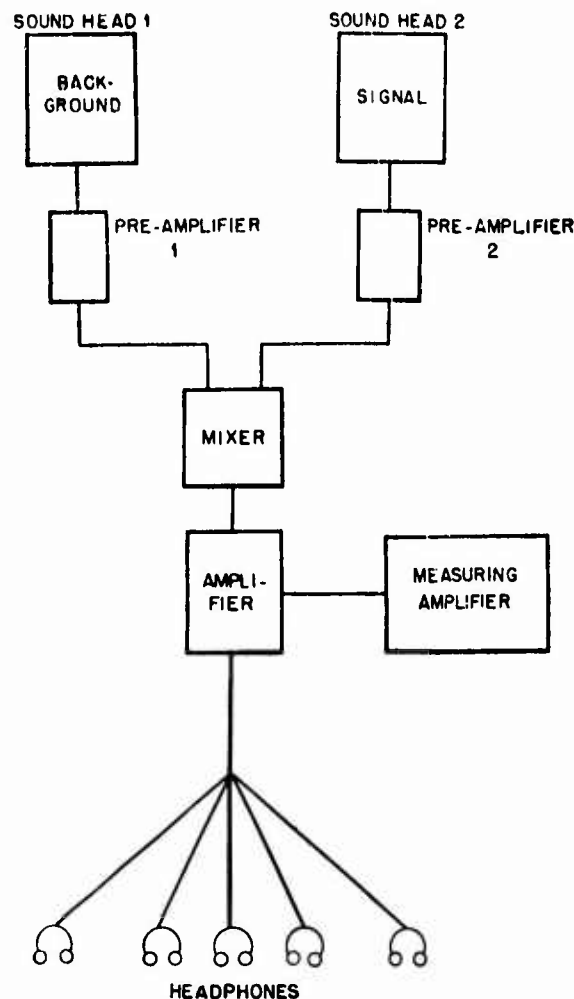 SOUND HEAD 1
SOUND HEAD 2
BACK-
GROUND
SIGNAL
PRE-AMPLIFIER
1
PRE-AMPLIFIER
2
MIXER
AMPLI-
FIER
MEASURING
AMPLIFIER
HEADPHONES